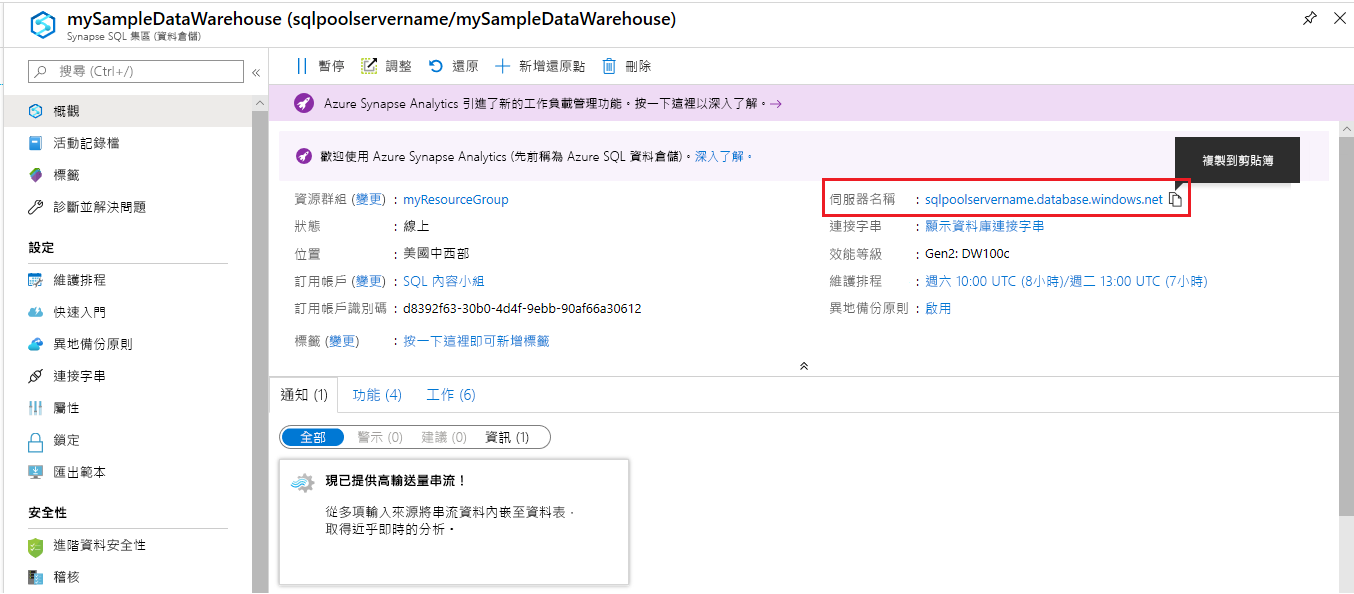 mySampleDataWarehouse (sqlpoolservername/mySampleDataWarehouse)
Synapse SQL 集區 (資料倉儲)
搜尋 (Ctrl+/)
«
概觀
活動記錄檔
標籤
診斷並解決問題
設定
維護排程
快速入門
異地備份原則
連接字串
屬性
鎖定
匯出範本
安全性
進階資料安全性
稽核
暫停 調整 還原 新增還原點 刪除
Azure Synapse Analytics 引進了新的工作負載管理功能。按一下這裡以深入了解。→
歡迎使用 Azure Synapse Analytics (先前稱為 Azure SQL 資料倉儲)。深入了解。
複製到剪貼簿
資源群組 (變更) : myResourceGroup
狀態 : 線上
位置 : 美國中西部
訂用帳戶 (變更) : SQL 內容小組
訂用帳戶識別碼 : d8392f63-30b0-4d4f-9ebb-90af66a30612
標籤 (變更) : 按一下這裡即可新增標籤
伺服器名稱 : sqlpoolservername.database.windows.net
連接字串 : 顯示資料庫連接字串
效能等級 : Gen2: DW100c
維護排程 : 週六 10:00 UTC (8小時)/週二 13:00 UTC (7小時)
異地備份原則 : 啟用
通知 (1) 功能 (4) 工作 (6)
全部 警示 (0) 建議 (0) 資訊 (1)
現已提供高輸送量串流！
從多項輸入來源將串流資料內嵌至資料表，
取得近乎即時的分析。